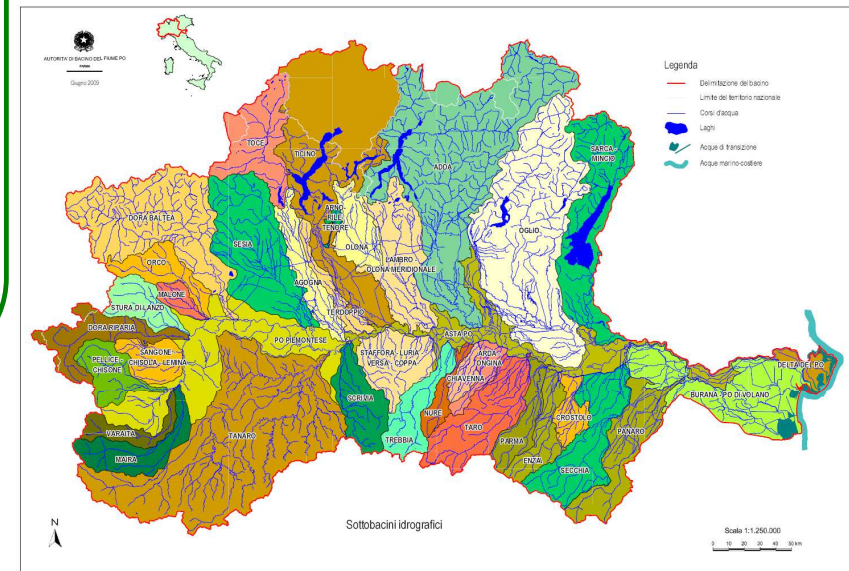 AUTORITA' DI BACINO DEL FIUME PO
PARMA
Giugno 2009
Legenda
Delimitazione del bacino
Limite del territorio nazionale
Corsi d'acqua
Laghi
Acque di transizione
Acque marino-costiere
TOCE
TICINO
ADDA
SARCA -
MINCIO
DORA BALTEA
SESIA
ARNO -
RILE -
TENORE
OLONA
OGLIO
LAMBRO
OLONA MERIDIONALE
ORCO
AGOGNA
MALONE
STURA DI LANZO
TERDOPPIO
DORA RIPARIA
PO PIEMONTESE
ASTA PO
SANGONE-
CHISOLA - LEMINA
PELLICE-
CHISONE
STAFFORA - LURIA
VERSA - COPPA
ARDA
ONGINA
CHIAVENNA
DELTA DEL PO
BURANA - PO DI VOLANO
SCRIVIA
NURE
CROSTOLO
VARAITA
TANARO
TREBBIA
TARO
PARMA
PANARO
MAIRA
ENZA
SECCHIA
N
Sottobacini idrografici
Scala 1:1.250.000
0 10 20 30 40 50 km